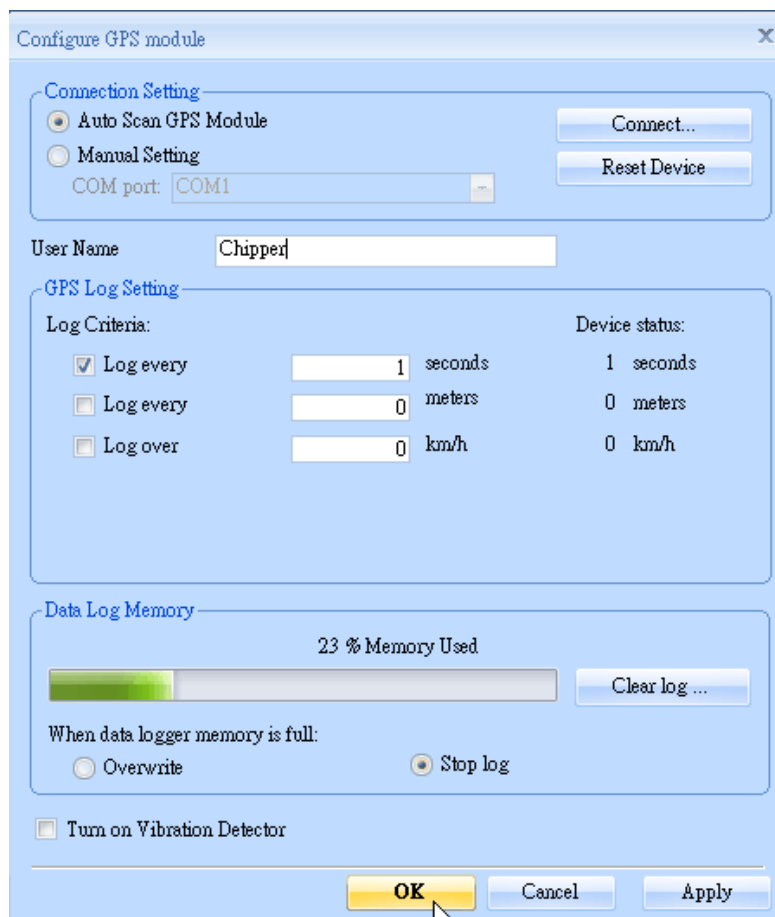 Configure GPS module
Connection Setting
Auto Scan GPS Module
Connect...
Manual Setting
Reset Device
COM port: COM1
User Name Chipper
GPS Log Setting
Log Criteria: Device status:
Log every 1 seconds 1 seconds
Log every 0 meters 0 meters
Log over 0 km/h 0 km/h
Data Log Memory
23 % Memory Used
Clear log ...
When data logger memory is full:
Overwrite Stop log
Turn on Vibration Detector
OK Cancel Apply